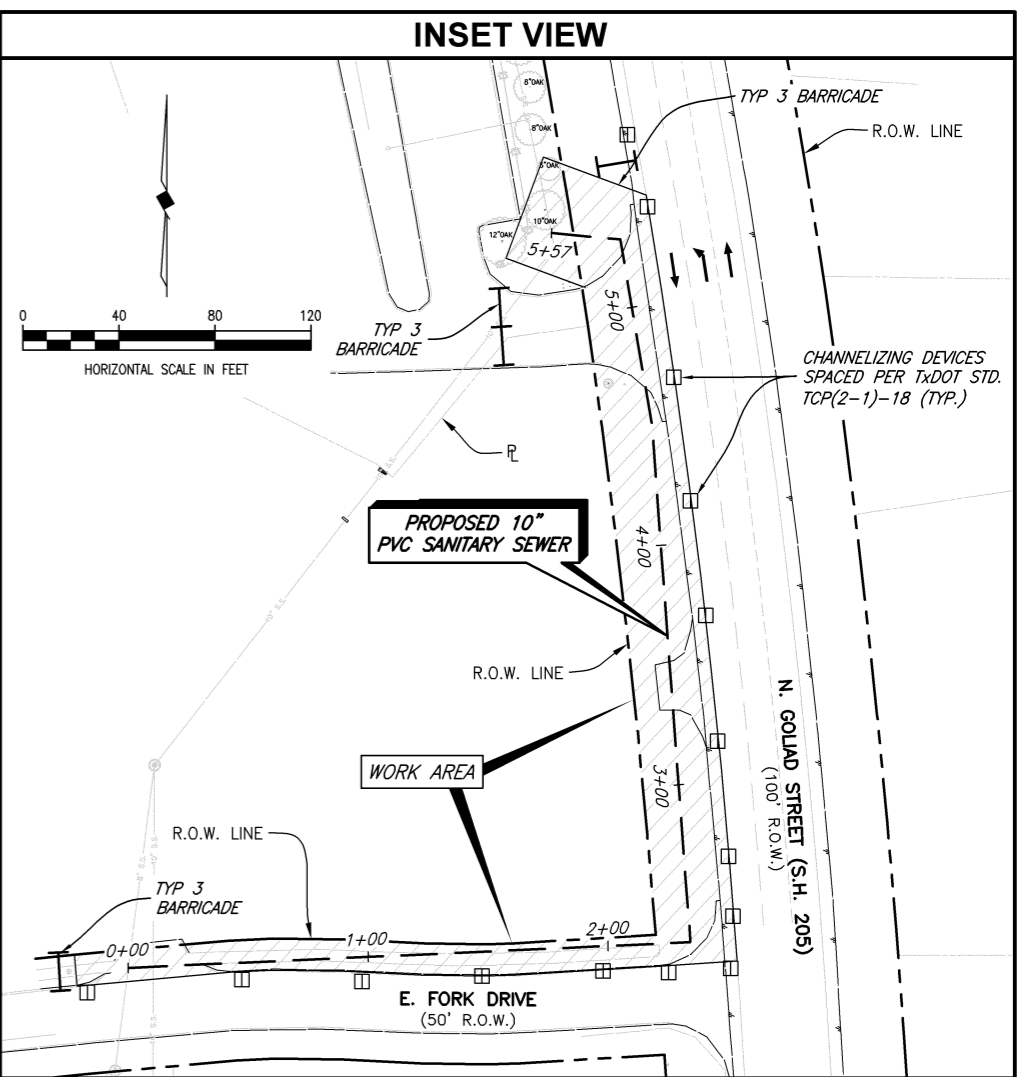 INSET VIEW
8"OAK
TYP 3 BARRICADE
R.O.W. LINE
8"OAK
10"OAK
12"OAK
5+57
0 40 80 120
HORIZONTAL SCALE IN FEET
TYP 3
BARRICADE
5+00
CHANNELIZING DEVICES
SPACED PER TxDOT STD.
TCP(2-1)-18 (TYP.)
PL
S.S.
PROPOSED 10"
PVC SANITARY SEWER
4+00
10" S.S.
R.O.W. LINE
N. GOLIAD STREET (S.H. 205)
(100' R.O.W.)
WORK AREA
3+00
R.O.W. LINE
10" S.S.
TYP 3
BARRICADE
0+00
1+00
2+00
E. FORK DRIVE
(50' R.O.W.)